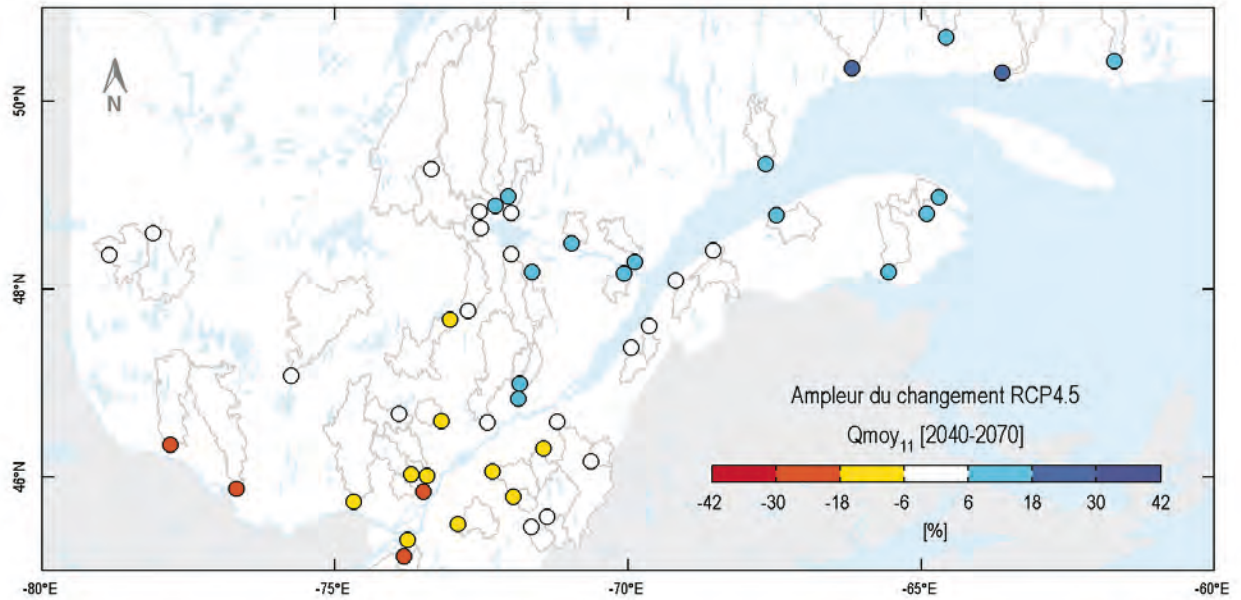 50°N
48°N
46°N
N
Ampleur du changement RCP4.5
Qmoy₁₁ [2040-2070]
-42 -30 -18 -6 6 18 30 42
[%]
-80°E -75°E -70°E -65°E -60°E